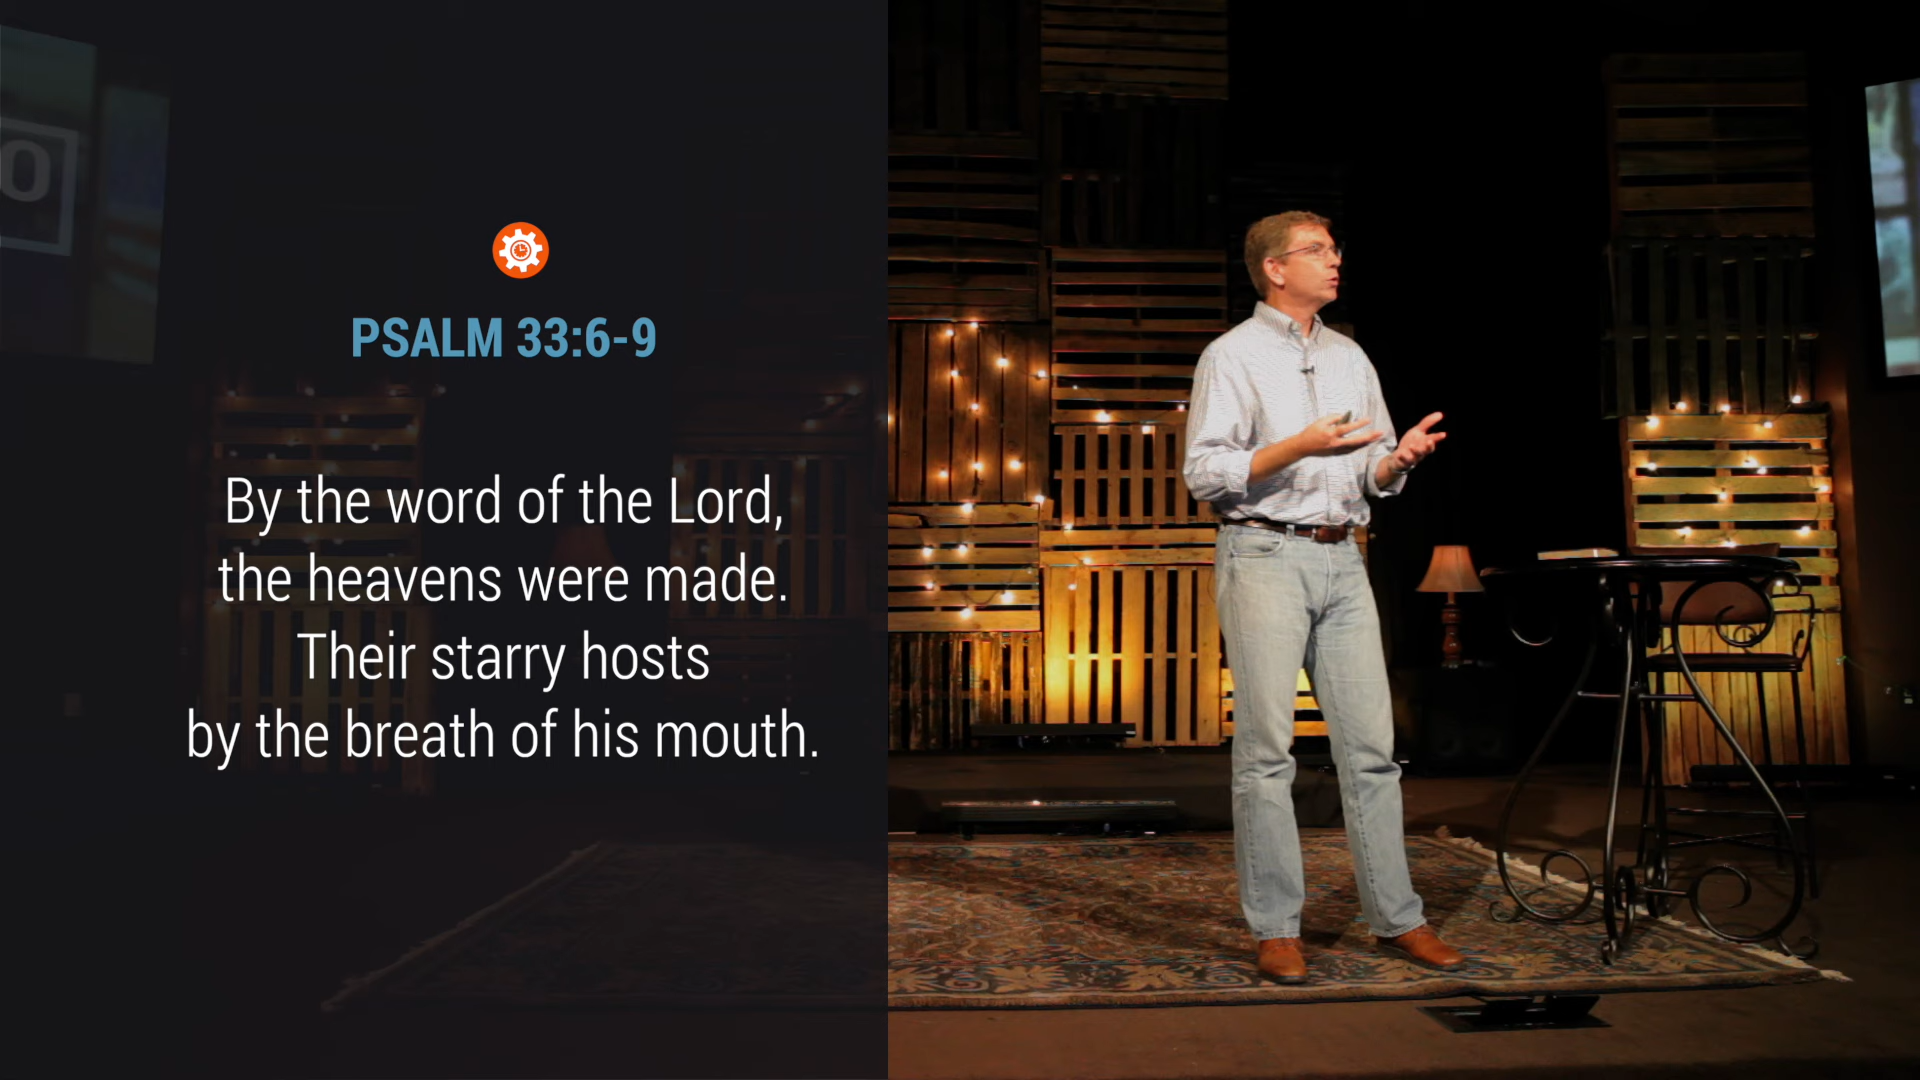 PSALM 33:6-9
By the word of the Lord,
the heavens were made.
Their starry hosts
by the breath of his mouth.